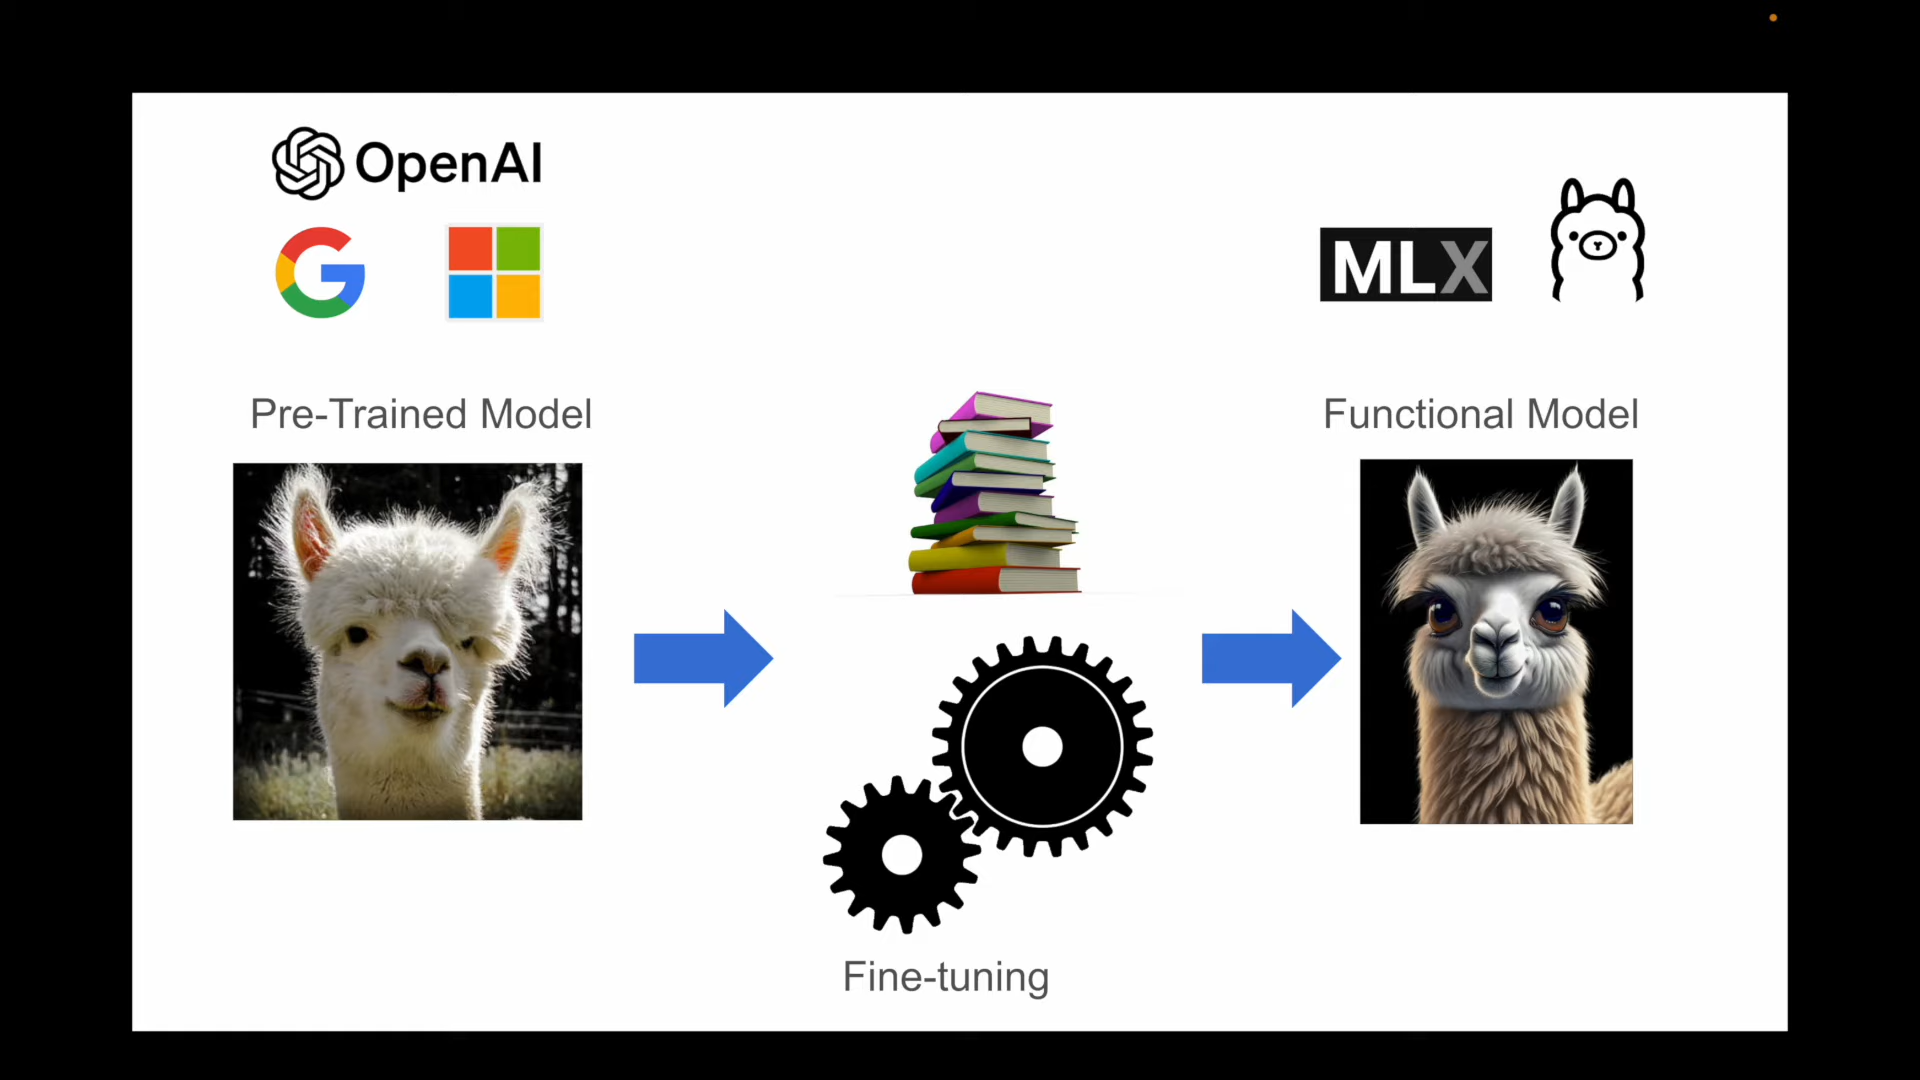 OpenAI
MLX
Pre-Trained Model
Functional Model
Fine-tuning